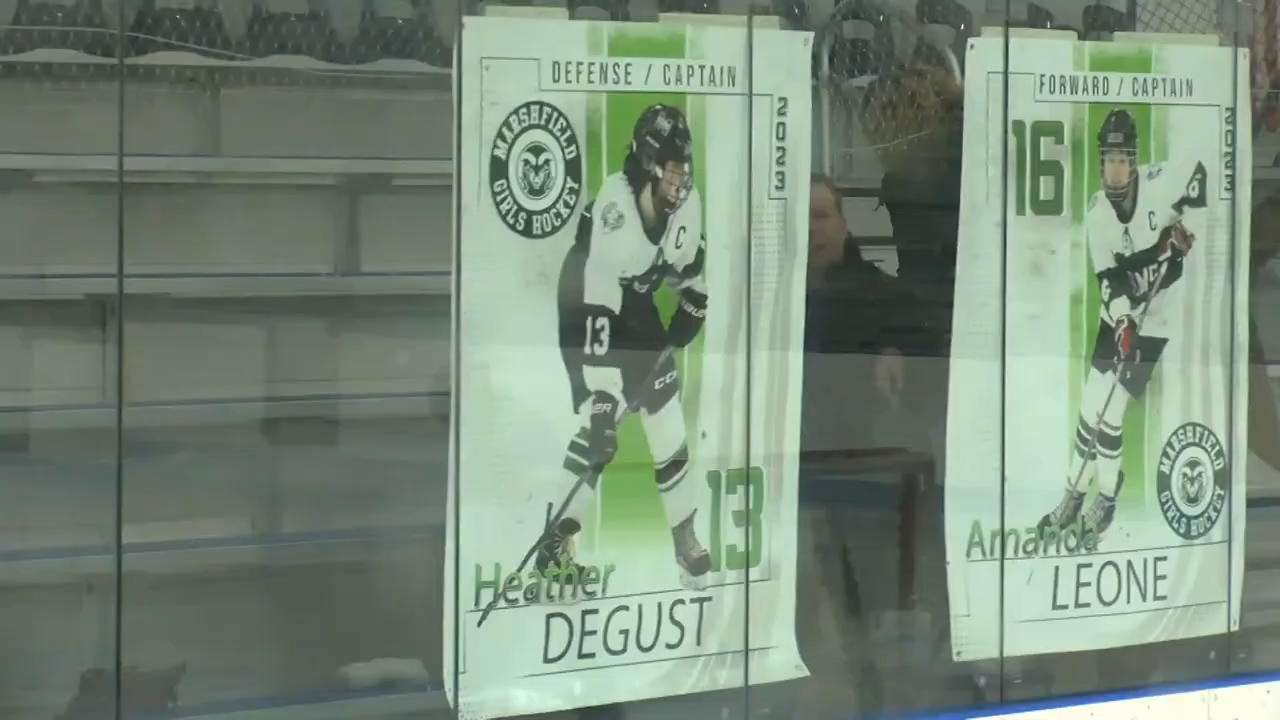 DEFENSE / CAPTAIN
2023
MARSHFIELD
GIRLS HOCKEY
C
13
CCM
13
Heather
DEGUST
FORWARD / CAPTAIN
2023
16
C
MARSHFIELD
GIRLS HOCKEY
Amanda
LEONE